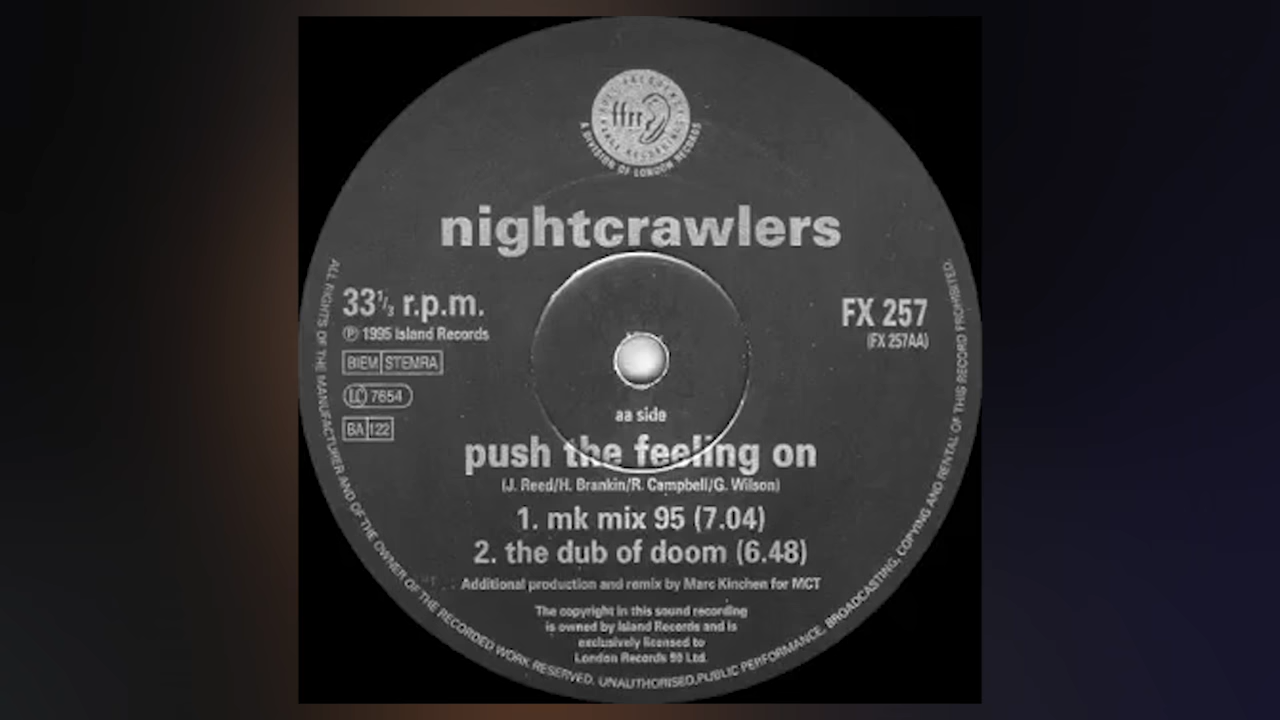 FULL FREQUENCY
ffrr
RANGE RECORDINGS
A DIVISION OF LONDON RECORDS
nightcrawlers
33⅓ r.p.m.
℗ 1995 Island Records
BIEM STEMRA
LC 7654
BA 122
FX 257
(FX 257AA)
aa side
push the feeling on
(J. Reed/H. Brankin/R. Campbell/G. Wilson)
1. mk mix 95 (7.04)
2. the dub of doom (6.48)
Additional production and remix by Marc Kinchen for MCT
The copyright in this sound recording
is owned by Island Records and is
exclusively licensed to
London Records 90 Ltd.
ALL RIGHTS OF THE MANUFACTURER AND OF THE OWNER OF THE RECORDED WORK RESERVED. UNAUTHORISED PUBLIC PERFORMANCE, BROADCASTING, COPYING AND RENTAL OF THIS RECORD PROHIBITED.